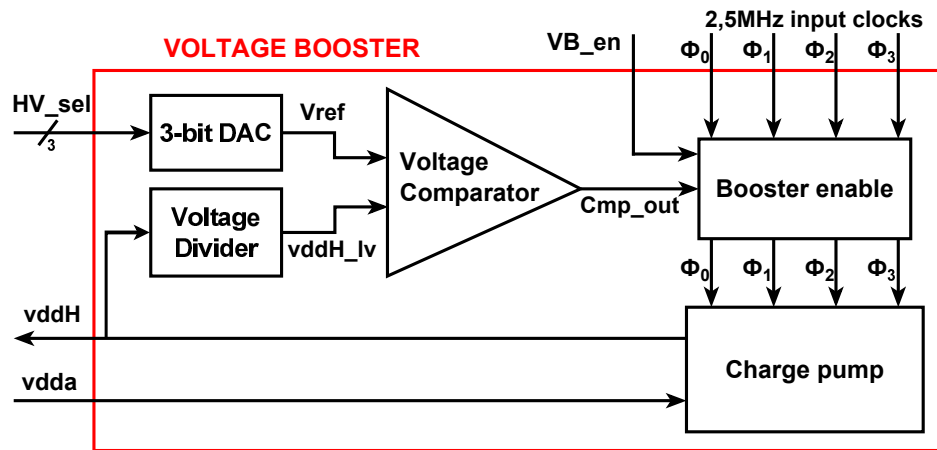 2,5MHz input clocks
VOLTAGE BOOSTER
VB_en
Φ0 Φ1 Φ2 Φ3
HV_sel
3
3-bit DAC
Vref
Voltage
Comparator
Booster enable
Cmp_out
Voltage
Divider
vddH_lv
Φ0 Φ1 Φ2 Φ3
vddH
vdda
Charge pump